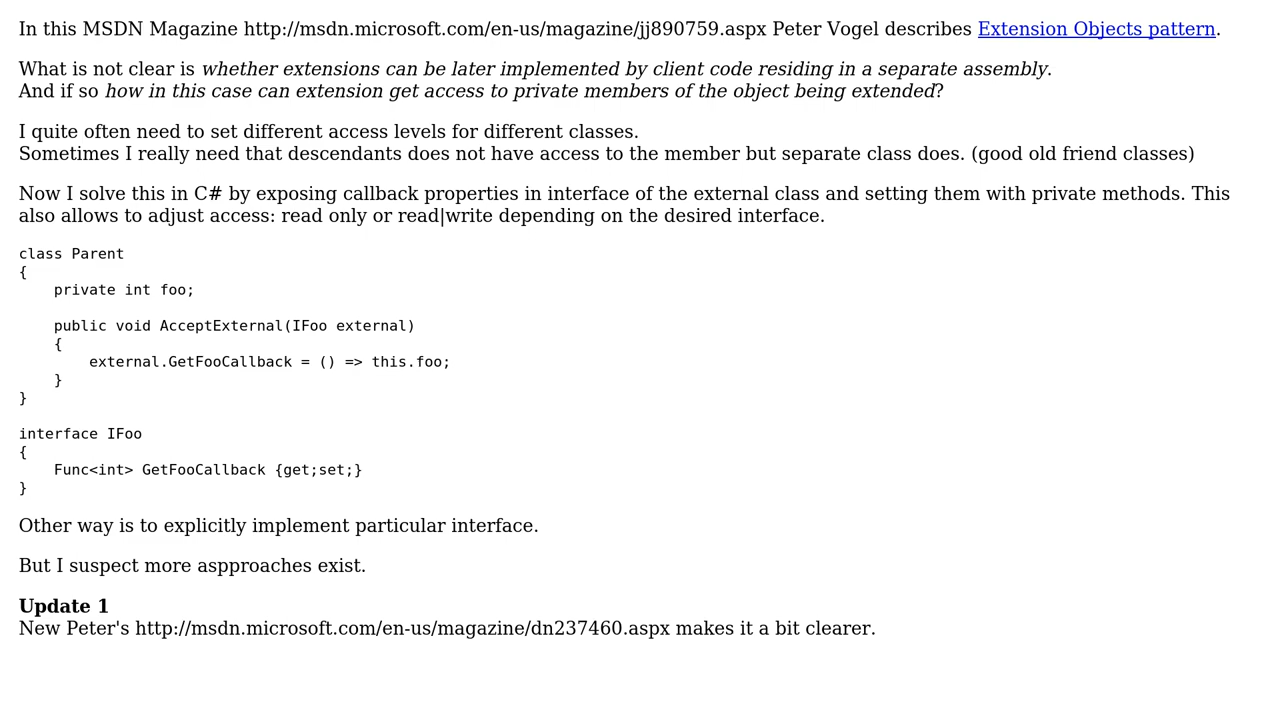 In this MSDN Magazine http://msdn.microsoft.com/en-us/magazine/jj890759.aspx Peter Vogel describes Extension Objects pattern.
What is not clear is whether extensions can be later implemented by client code residing in a separate assembly.
And if so how in this case can extension get access to private members of the object being extended?
I quite often need to set different access levels for different classes.
Sometimes I really need that descendants does not have access to the member but separate class does. (good old friend classes)
Now I solve this in C# by exposing callback properties in interface of the external class and setting them with private methods. This
also allows to adjust access: read only or read|write depending on the desired interface.
class Parent
{
    private int foo;
    public void AcceptExternal(IFoo external)
    {
        external.GetFooCallback = () => this.foo;
    }
}
interface IFoo
{
    Func<int> GetFooCallback {get;set;}
}
Other way is to explicitly implement particular interface.
But I suspect more aspproaches exist.
Update 1
New Peter's http://msdn.microsoft.com/en-us/magazine/dn237460.aspx makes it a bit clearer.